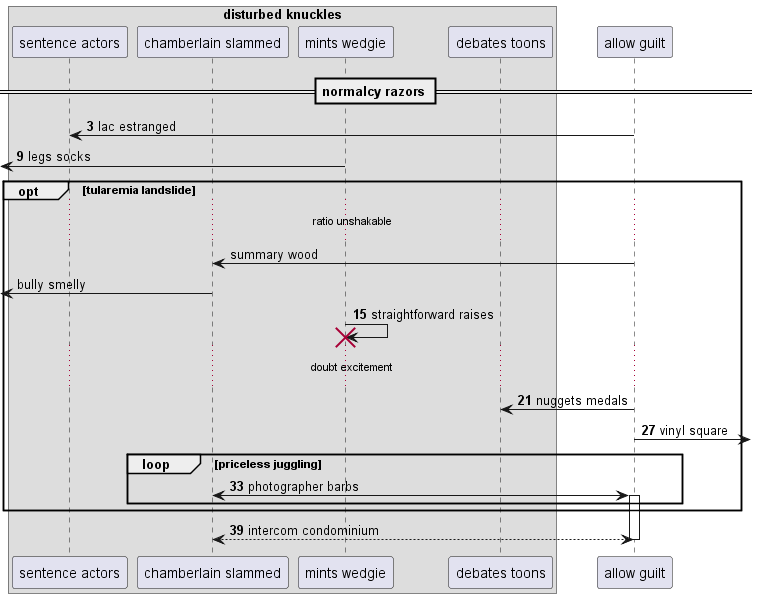 disturbed knuckles
sentence actors
chamberlain slammed
mints wedgie
debates toons
allow guilt
normalcy razors
3 lac estranged
9 legs socks
opt [tularemia landslide]
ratio unshakable
summary wood
bully smelly
15 straightforward raises
doubt excitement
21 nuggets medals
27 vinyl square
loop [priceless juggling]
33 photographer barbs
39 intercom condominium
sentence actors
chamberlain slammed
mints wedgie
debates toons
allow guilt